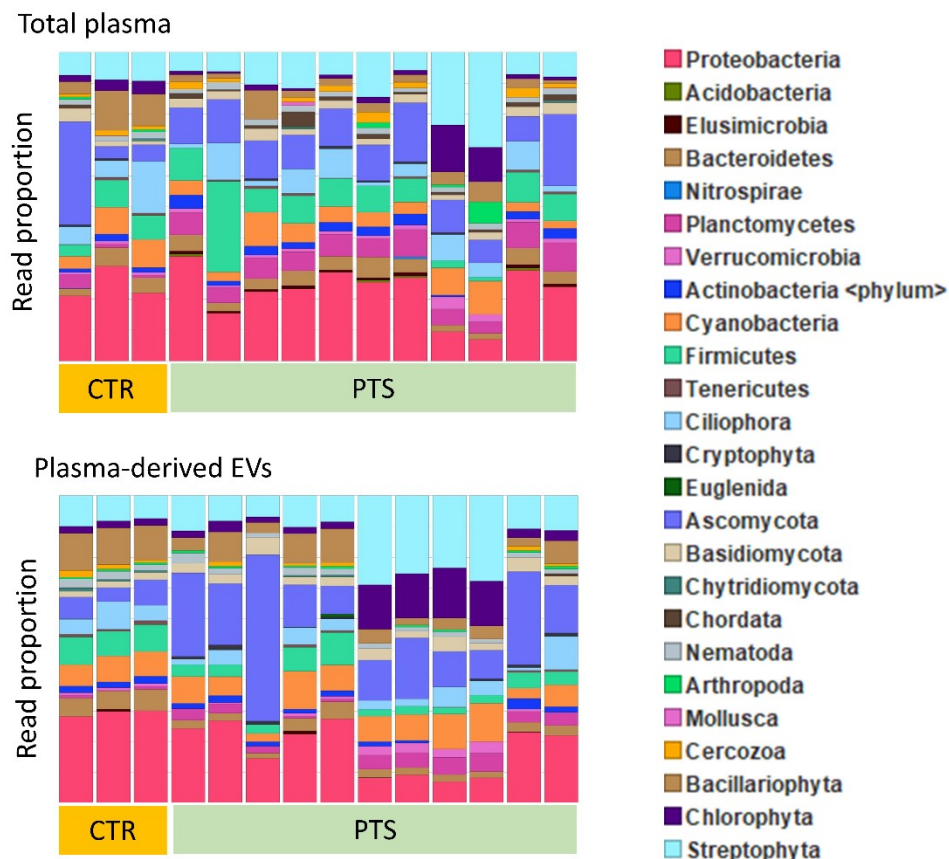 Total plasma
Read proportion
CTR
PTS
Plasma-derived EVs
Read proportion
CTR
PTS
Proteobacteria
Acidobacteria
Elusimicrobia
Bacteroidetes
Nitrospirae
Planctomycetes
Verrucomicrobia
Actinobacteria <phylum>
Cyanobacteria
Firmicutes
Tenericutes
Ciliophora
Cryptophyta
Euglenida
Ascomycota
Basidiomycota
Chytridiomycota
Chordata
Nematoda
Arthropoda
Mollusca
Cercozoa
Bacillariophyta
Chlorophyta
Streptophyta